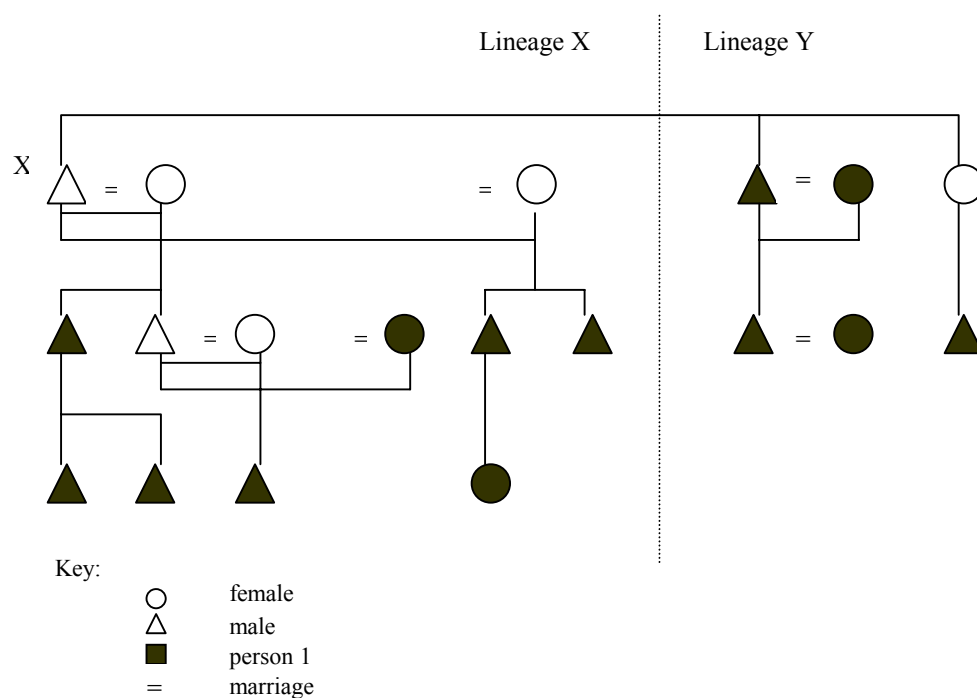 Lineage X Lineage Y
X
= = =
= = =
Key:
female
male
person 1
= marriage